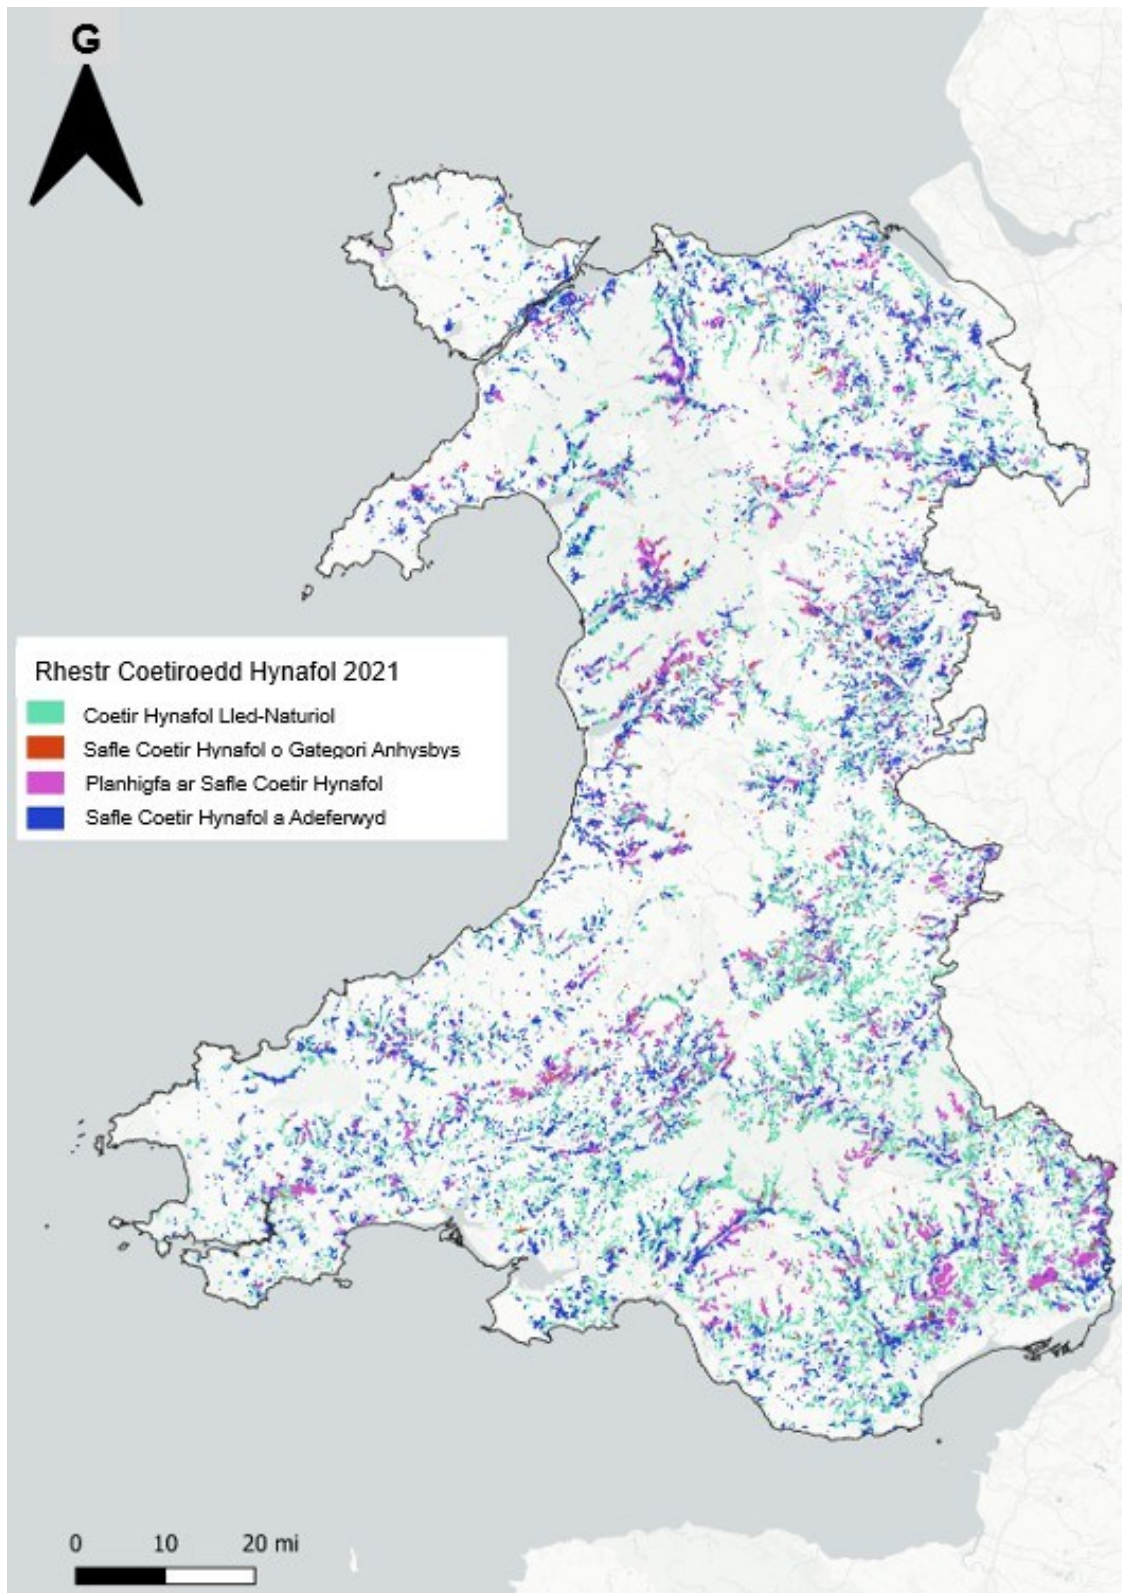 G
Rhestr Coetiroedd Hynafol 2021
Coetir Hynafol Lled-Naturiol
Safle Coetir Hynafol o Gategori Anhysbys
Planhigfa ar Safle Coetir Hynafol
Safle Coetir Hynafol a Adeferwyd
0 10 20 mi